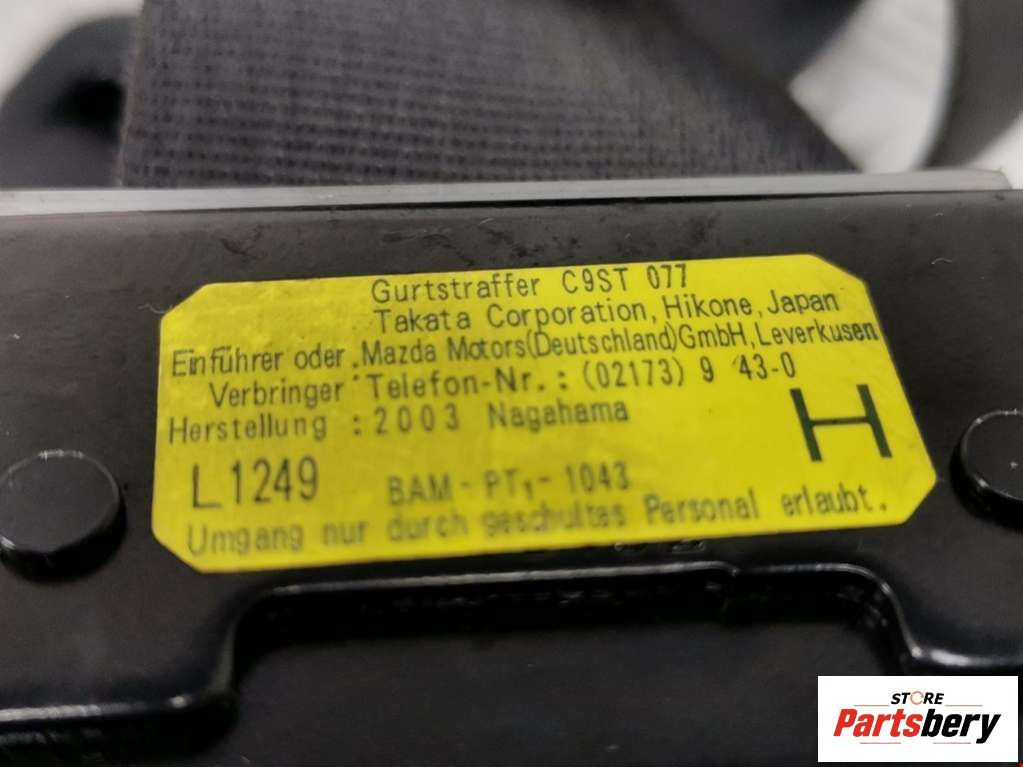 Gurtstraffer C9ST 077
Takata Corporation, Hikone, Japan
Einführer oder .Mazda Motors(Deutschland)GmbH, Leverkusen
Verbringer Telefon-Nr. : (02173) 9 43-0
Herstellung : 2003 Nagahama
H
L1249 BAM-PT₁-1043
Umgang nur durch geschultes Personal erlaubt.
STORE
Partsbery